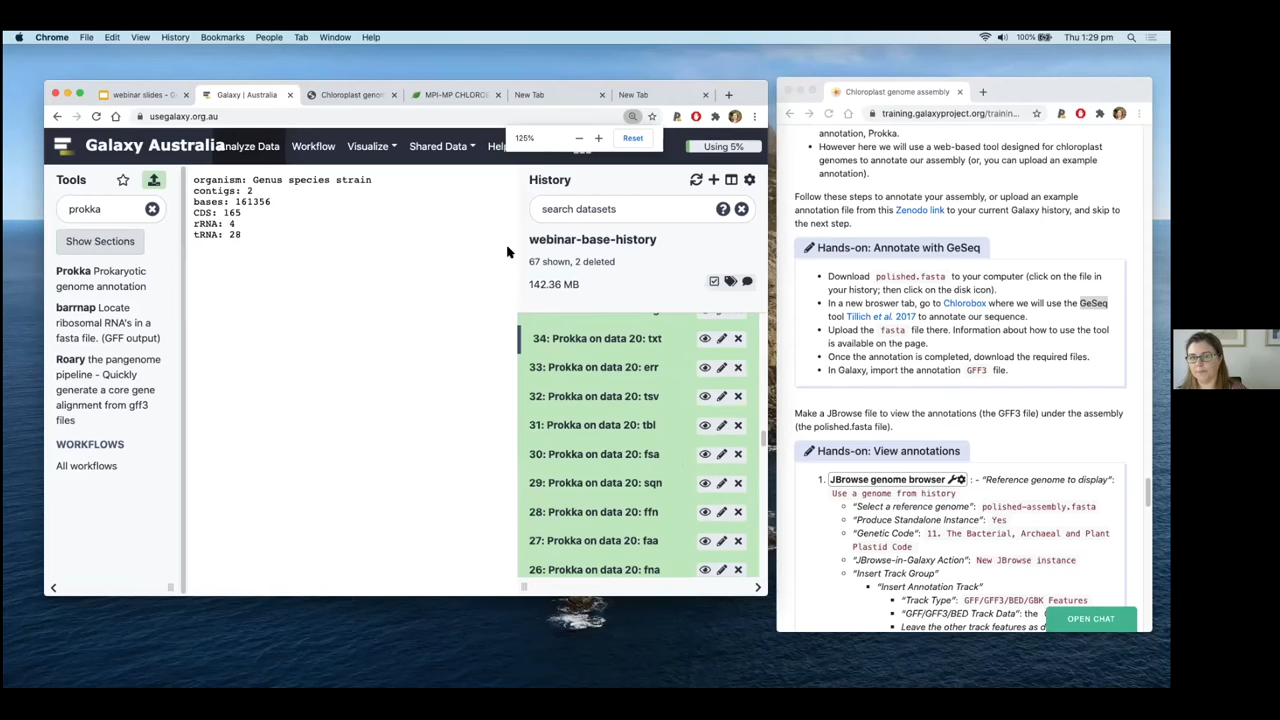 Chrome File Edit View History Bookmarks People Tab Window Help
100% Thu 1:29 pm
webinar slides - G
Galaxy | Australia
Chloroplast genom
MPI-MP CHLORO
New Tab
New Tab
usegalaxy.org.au
125% Reset
Galaxy Australia
Analyze Data Workflow Visualize Shared Data Help
Using 5%
Tools
prokka
Show Sections
Prokka Prokaryotic
genome annotation
barrnap Locate
ribosomal RNA's in a
fasta file. (GFF output)
Roary the pangenome
pipeline - Quickly
generate a core gene
alignment from gff3
files
WORKFLOWS
All workflows
organism: Genus species strain
contigs: 2
bases: 161356
CDS: 165
rRNA: 4
tRNA: 28
History
search datasets
webinar-base-history
67 shown, 2 deleted
142.36 MB
34: Prokka on data 20: txt
33: Prokka on data 20: err
32: Prokka on data 20: tsv
31: Prokka on data 20: tbl
30: Prokka on data 20: fsa
29: Prokka on data 20: sqn
28: Prokka on data 20: ffn
27: Prokka on data 20: faa
26: Prokka on data 20: fna
Chloroplast genome assembly
training.galaxyproject.org/trainin...
annotation, Prokka.
However here we will use a web-based tool designed for chloroplast
genomes to annotate our assembly (or, you can upload an example
annotation).
Follow these steps to annotate your assembly, or upload an example
annotation file from this Zenodo link to your current Galaxy history, and skip to
the next step.
Hands-on: Annotate with GeSeq
Download polished.fasta to your computer (click on the file in
your history; then click on the disk icon).
In a new broswer tab, go to Chlorobox where we will use the GeSeq
tool Tillich et al. 2017 to annotate our sequence.
Upload the fasta file there. Information about how to use the tool
is available on the page.
Once the annotation is completed, download the required files.
In Galaxy, import the annotation GFF3 file.
Make a JBrowse file to view the annotations (the GFF3 file) under the assembly
(the polished.fasta file).
Hands-on: View annotations
1. JBrowse genome browser : - “Reference genome to display”:
Use a genome from history
“Select a reference genome”: polished-assembly.fasta
“Produce Standalone Instance”: Yes
“Genetic Code”: 11. The Bacterial, Archaeal and Plant
Plastid Code
“JBrowse-in-Galaxy Action”: New JBrowse instance
“Insert Track Group”
“Insert Annotation Track”
“Track Type”: GFF/GFF3/BED/GBK Features
“GFF/GFF3/BED Track Data”: the
Leave the other track features as d
OPEN CHAT